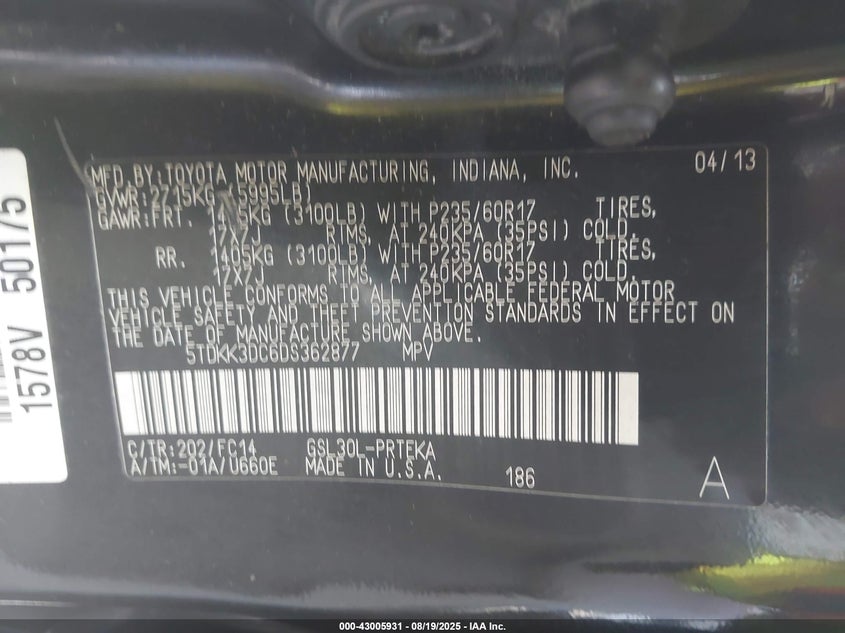 MFD.BY:TOYOTA MOTOR MANUFACTURING, INDIANA, INC. 04/13
GVWR:2715KG (5995LB)
GAWR:FRT. 1405KG (3100LB) WITH P235/60R17 TIRES,
17X7J RIMS, AT 240KPA (35PSI) COLD.
RR. 1405KG (3100LB) WITH P235/60R17 TIRES,
17X7J RIMS, AT 240KPA (35PSI) COLD.
THIS VEHICLE CONFORMS TO ALL APPLICABLE FEDERAL MOTOR
VEHICLE SAFETY AND THEFT PREVENTION STANDARDS IN EFFECT ON
THE DATE OF MANUFACTURE SHOWN ABOVE.
5TDKK3DC6DS362877 MPV
C/TR:202/FC14 GSL30L-PRTEKA
A/TM:-01A/U660E MADE IN U.S.A. 186 A
1578V 50175
000-43005931 - 08/19/2025 - IAA Inc.